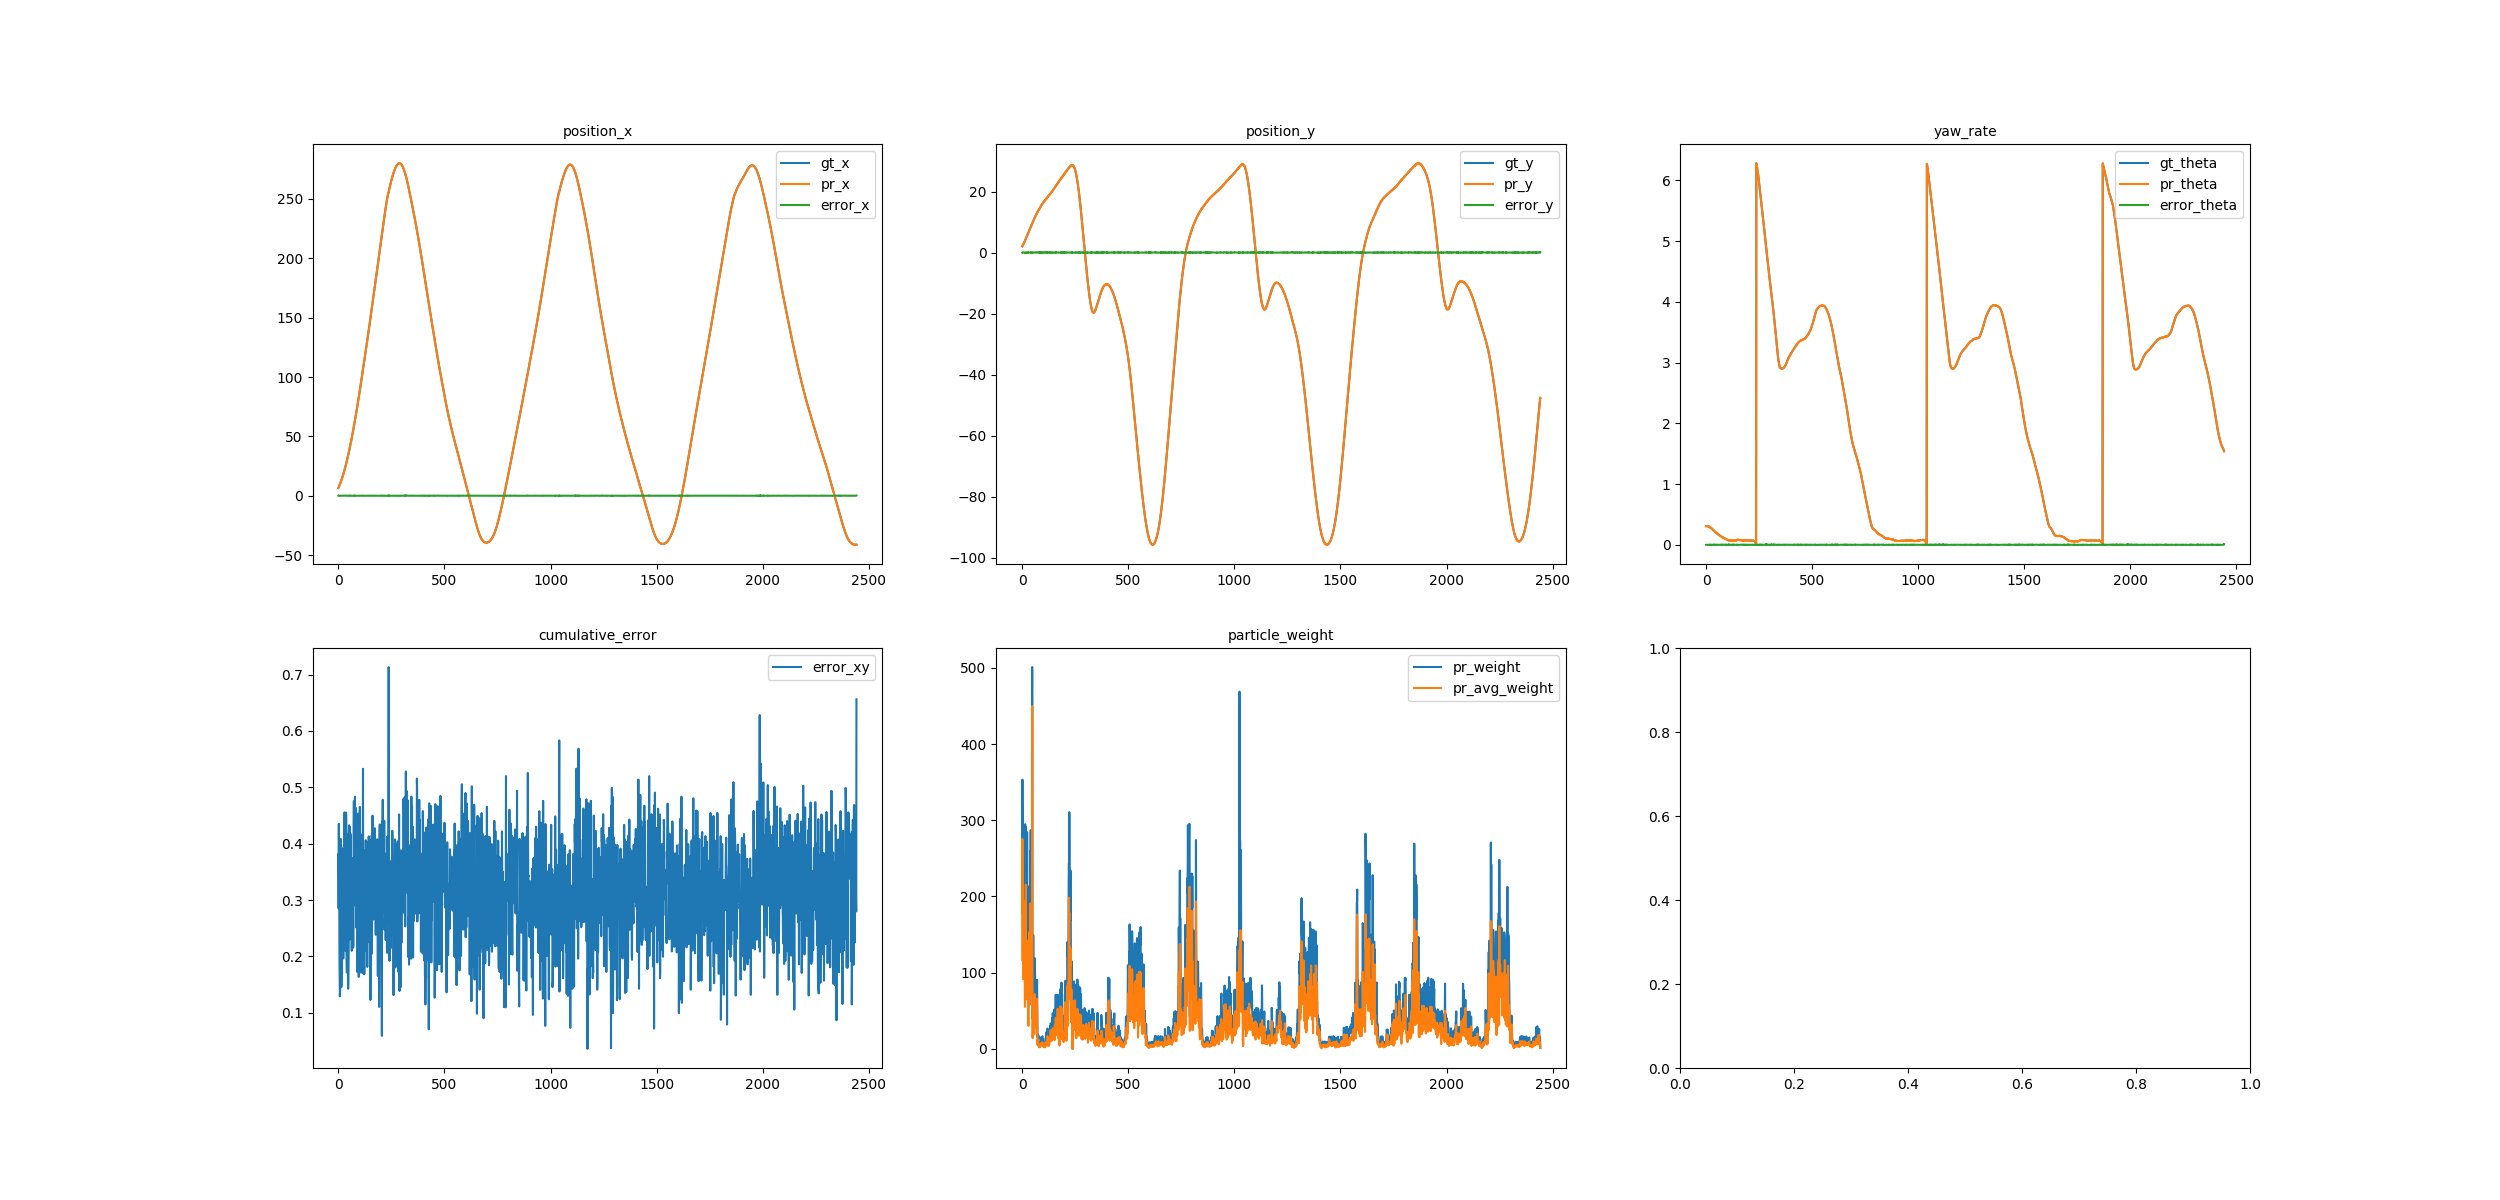 position_x
gt_x
pr_x
error_x
250
200
150
100
50
0
−50
0 500 1000 1500 2000 2500
position_y
gt_y
pr_y
error_y
20
0
−20
−40
−60
−80
−100
0 500 1000 1500 2000 2500
yaw_rate
gt_theta
pr_theta
error_theta
6
5
4
3
2
1
0
0 500 1000 1500 2000 2500
cumulative_error
error_xy
0.7
0.6
0.5
0.4
0.3
0.2
0.1
0 500 1000 1500 2000 2500
particle_weight
pr_weight
pr_avg_weight
500
400
300
200
100
0
0 500 1000 1500 2000 2500
1.0
0.8
0.6
0.4
0.2
0.0
0.0 0.2 0.4 0.6 0.8 1.0